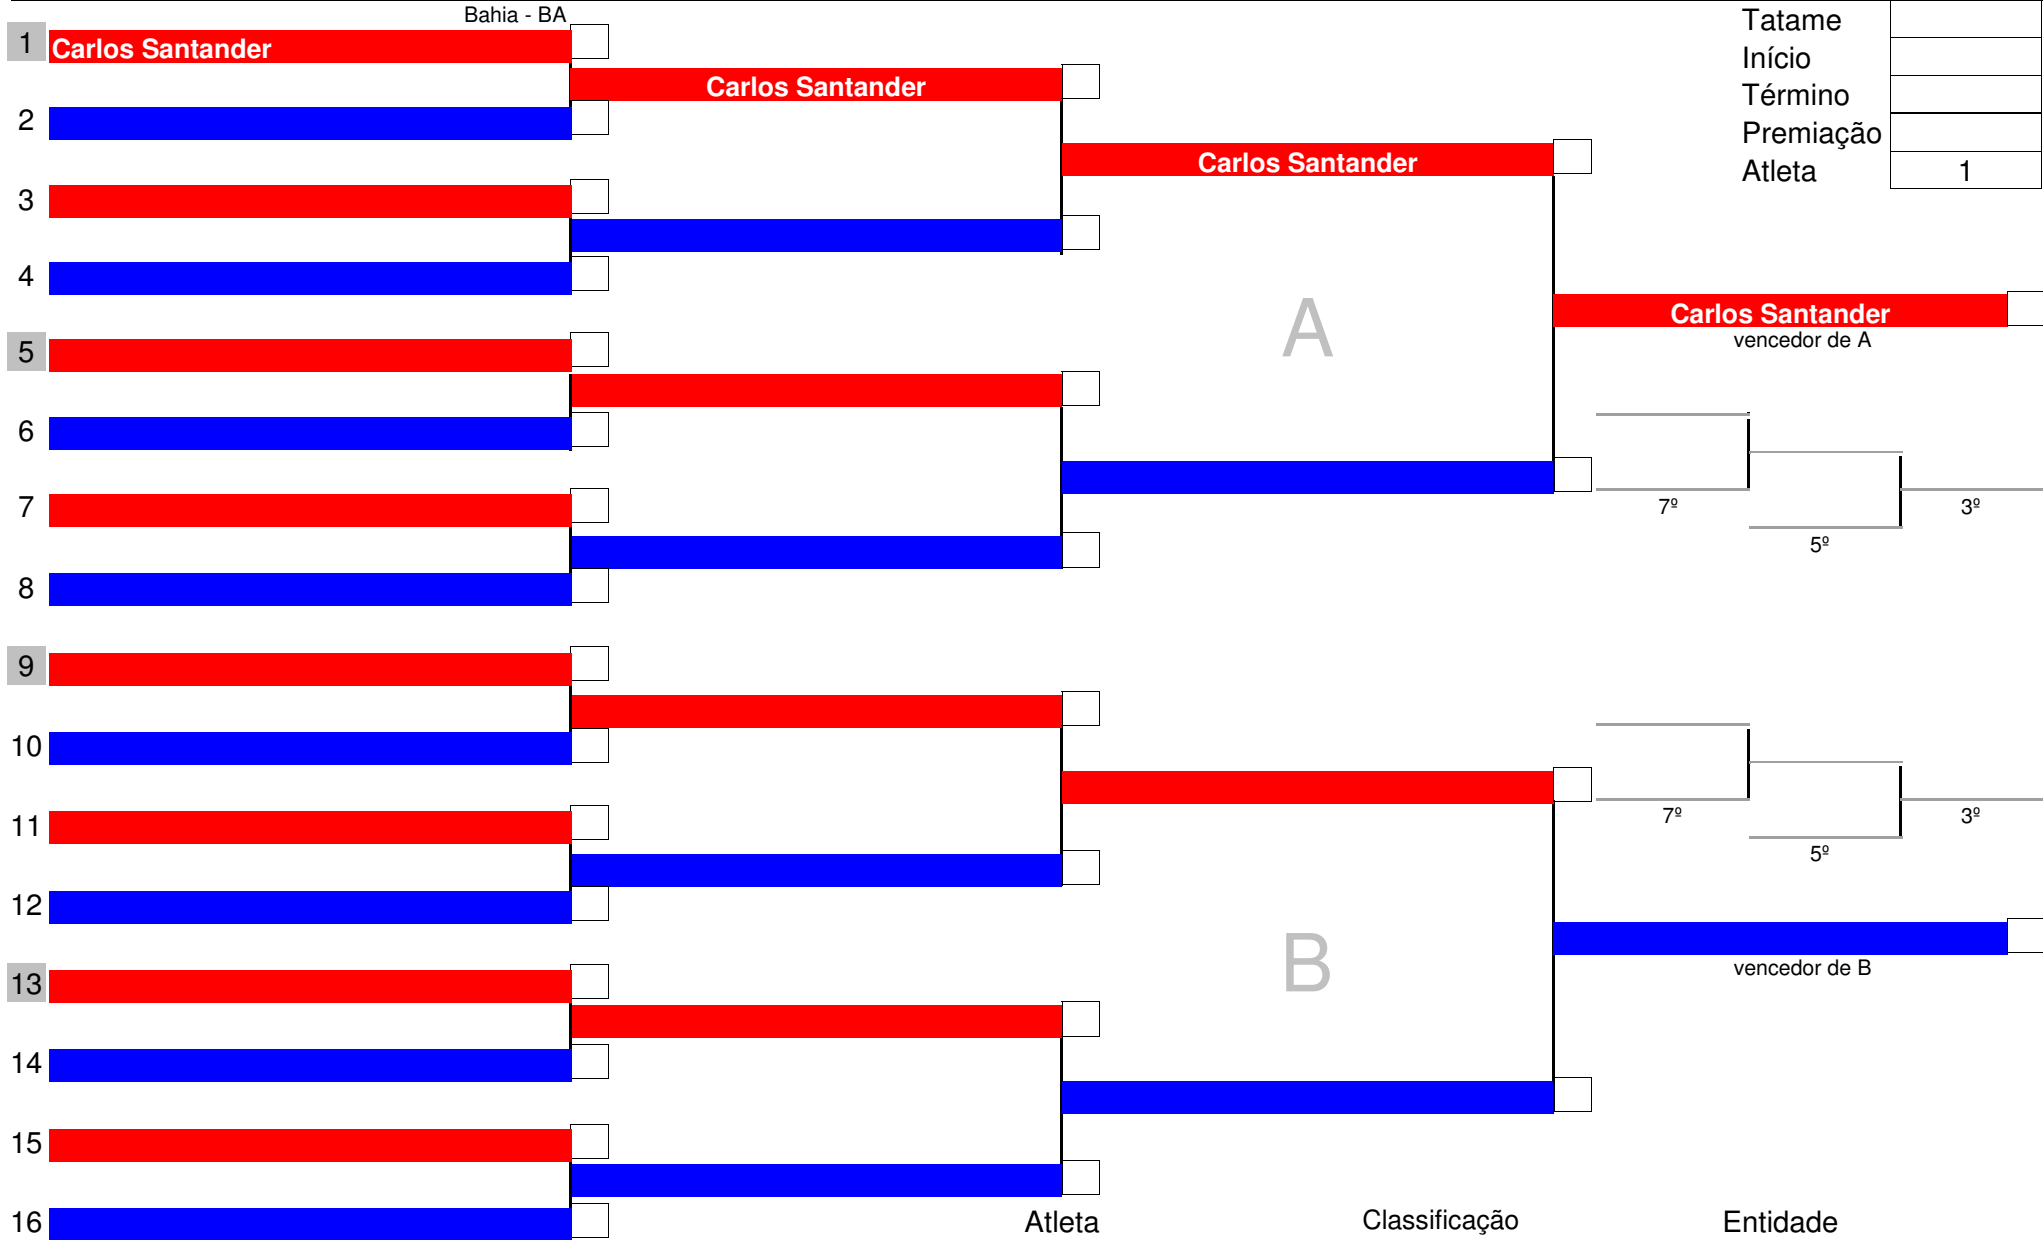 Bahia - BA
Tatame
1 Carlos Santander
Início
Carlos Santander
Término
2
Premiação
Carlos Santander
Atleta 1
3
4
A
Carlos Santander
vencedor de A
5
6
7
7º
3º
5º
8
9
10
11
7º
3º
5º
12
B
vencedor de B
13
14
15
16
Atleta Classificação Entidade